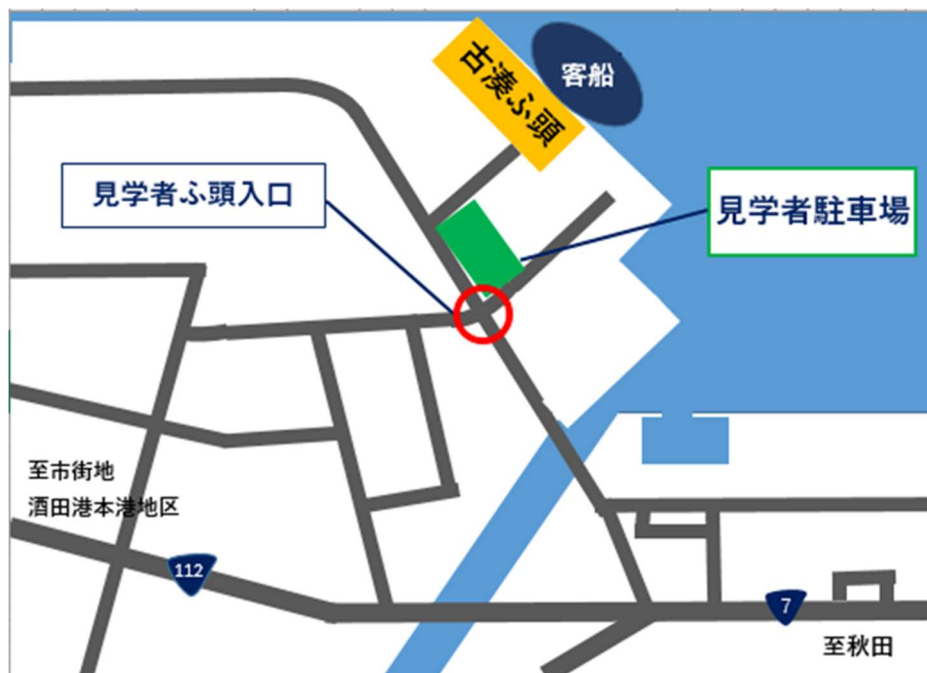 客船
古湊ふ頭
見学者ふ頭入口
見学者駐車場
至市街地
酒田港本港地区
112
7
至秋田